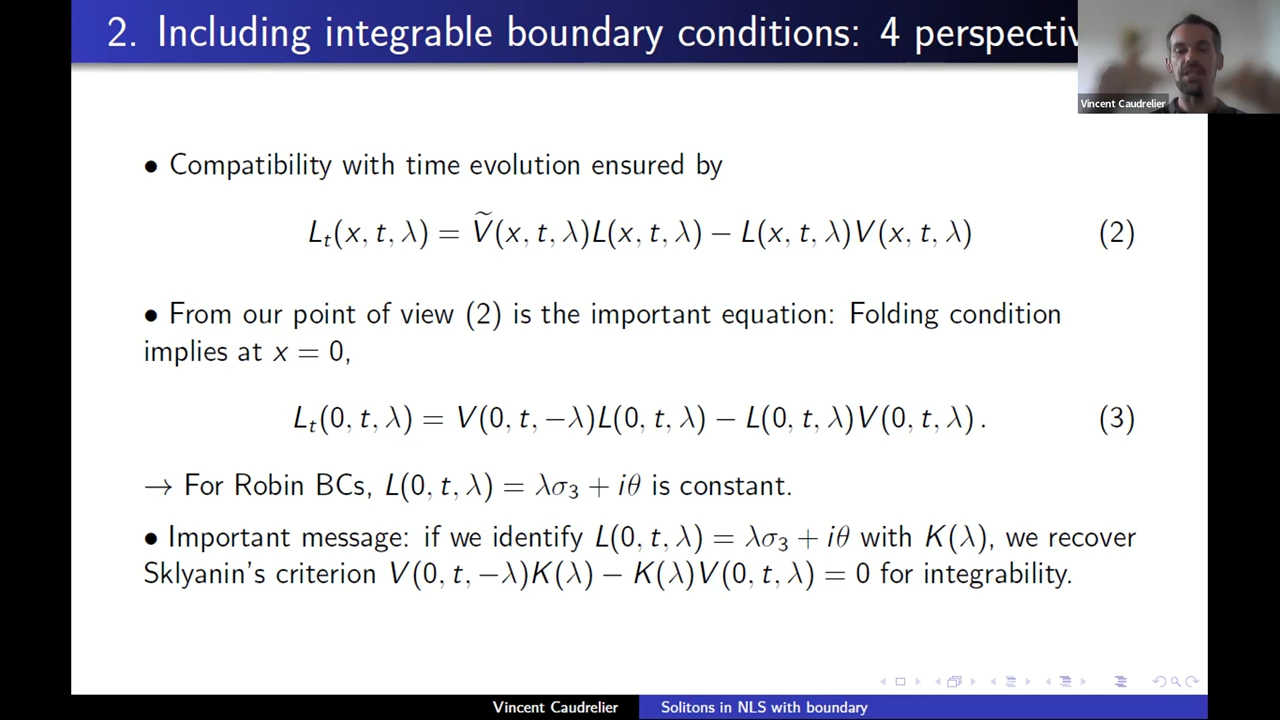 2. Including integrable boundary conditions: 4 perspectiv
Vincent Caudrelier
• Compatibility with time evolution ensured by
L_t(x, t, λ) = Ṽ(x, t, λ)L(x, t, λ) − L(x, t, λ)V(x, t, λ) (2)
• From our point of view (2) is the important equation: Folding condition
implies at x = 0,
L_t(0, t, λ) = V(0, t, −λ)L(0, t, λ) − L(0, t, λ)V(0, t, λ) . (3)
→ For Robin BCs, L(0, t, λ) = λσ₃ + iθ is constant.
• Important message: if we identify L(0, t, λ) = λσ₃ + iθ with K(λ), we recover
Sklyanin's criterion V(0, t, −λ)K(λ) − K(λ)V(0, t, λ) = 0 for integrability.
Vincent Caudrelier Solitons in NLS with boundary